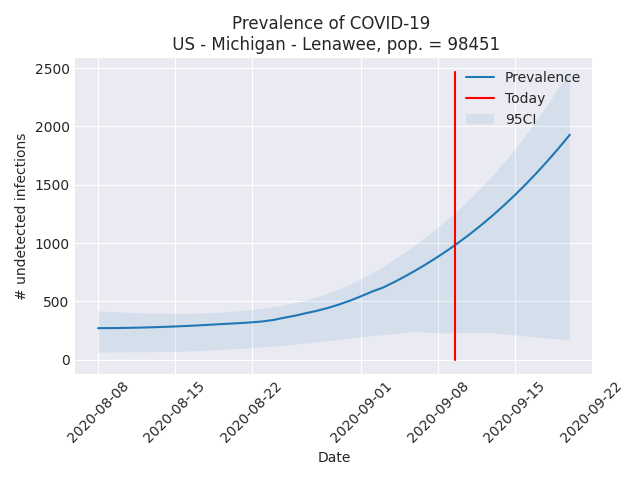 Prevalence of COVID-19
US - Michigan - Lenawee, pop. = 98451
2500
2000
1500
1000
500
0
# undetected infections
Prevalence
Today
95CI
2020-08-08
2020-08-15
2020-08-22
2020-09-01
2020-09-08
2020-09-15
2020-09-22
Date